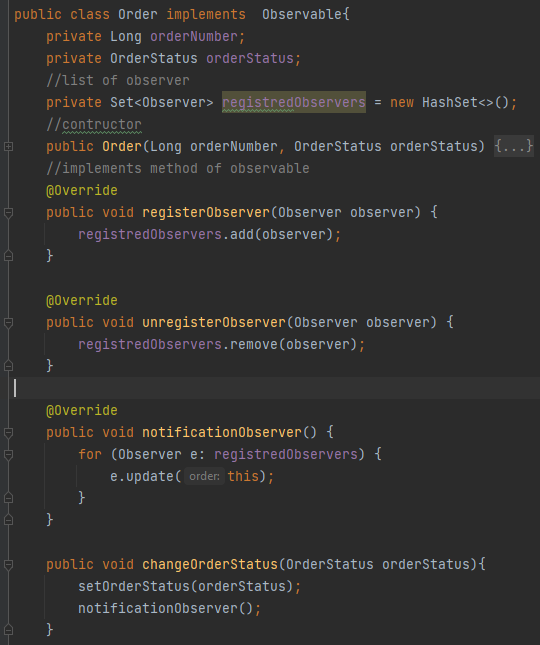 public class Order implements  Observable{
    private Long orderNumber;
    private OrderStatus orderStatus;
    //list of observer
    private Set<Observer> registredObservers = new HashSet<>();
    //contructor
    public Order(Long orderNumber, OrderStatus orderStatus) {...}
    //implements method of observable
    @Override
    public void registerObserver(Observer observer) {
        registredObservers.add(observer);
    }
    @Override
    public void unregisterObserver(Observer observer) {
        registredObservers.remove(observer);
    }
    @Override
    public void notificationObserver() {
        for (Observer e: registredObservers) {
            e.update( order: this);
        }
    }
    public void changeOrderStatus(OrderStatus orderStatus){
        setOrderStatus(orderStatus);
        notificationObserver();
    }